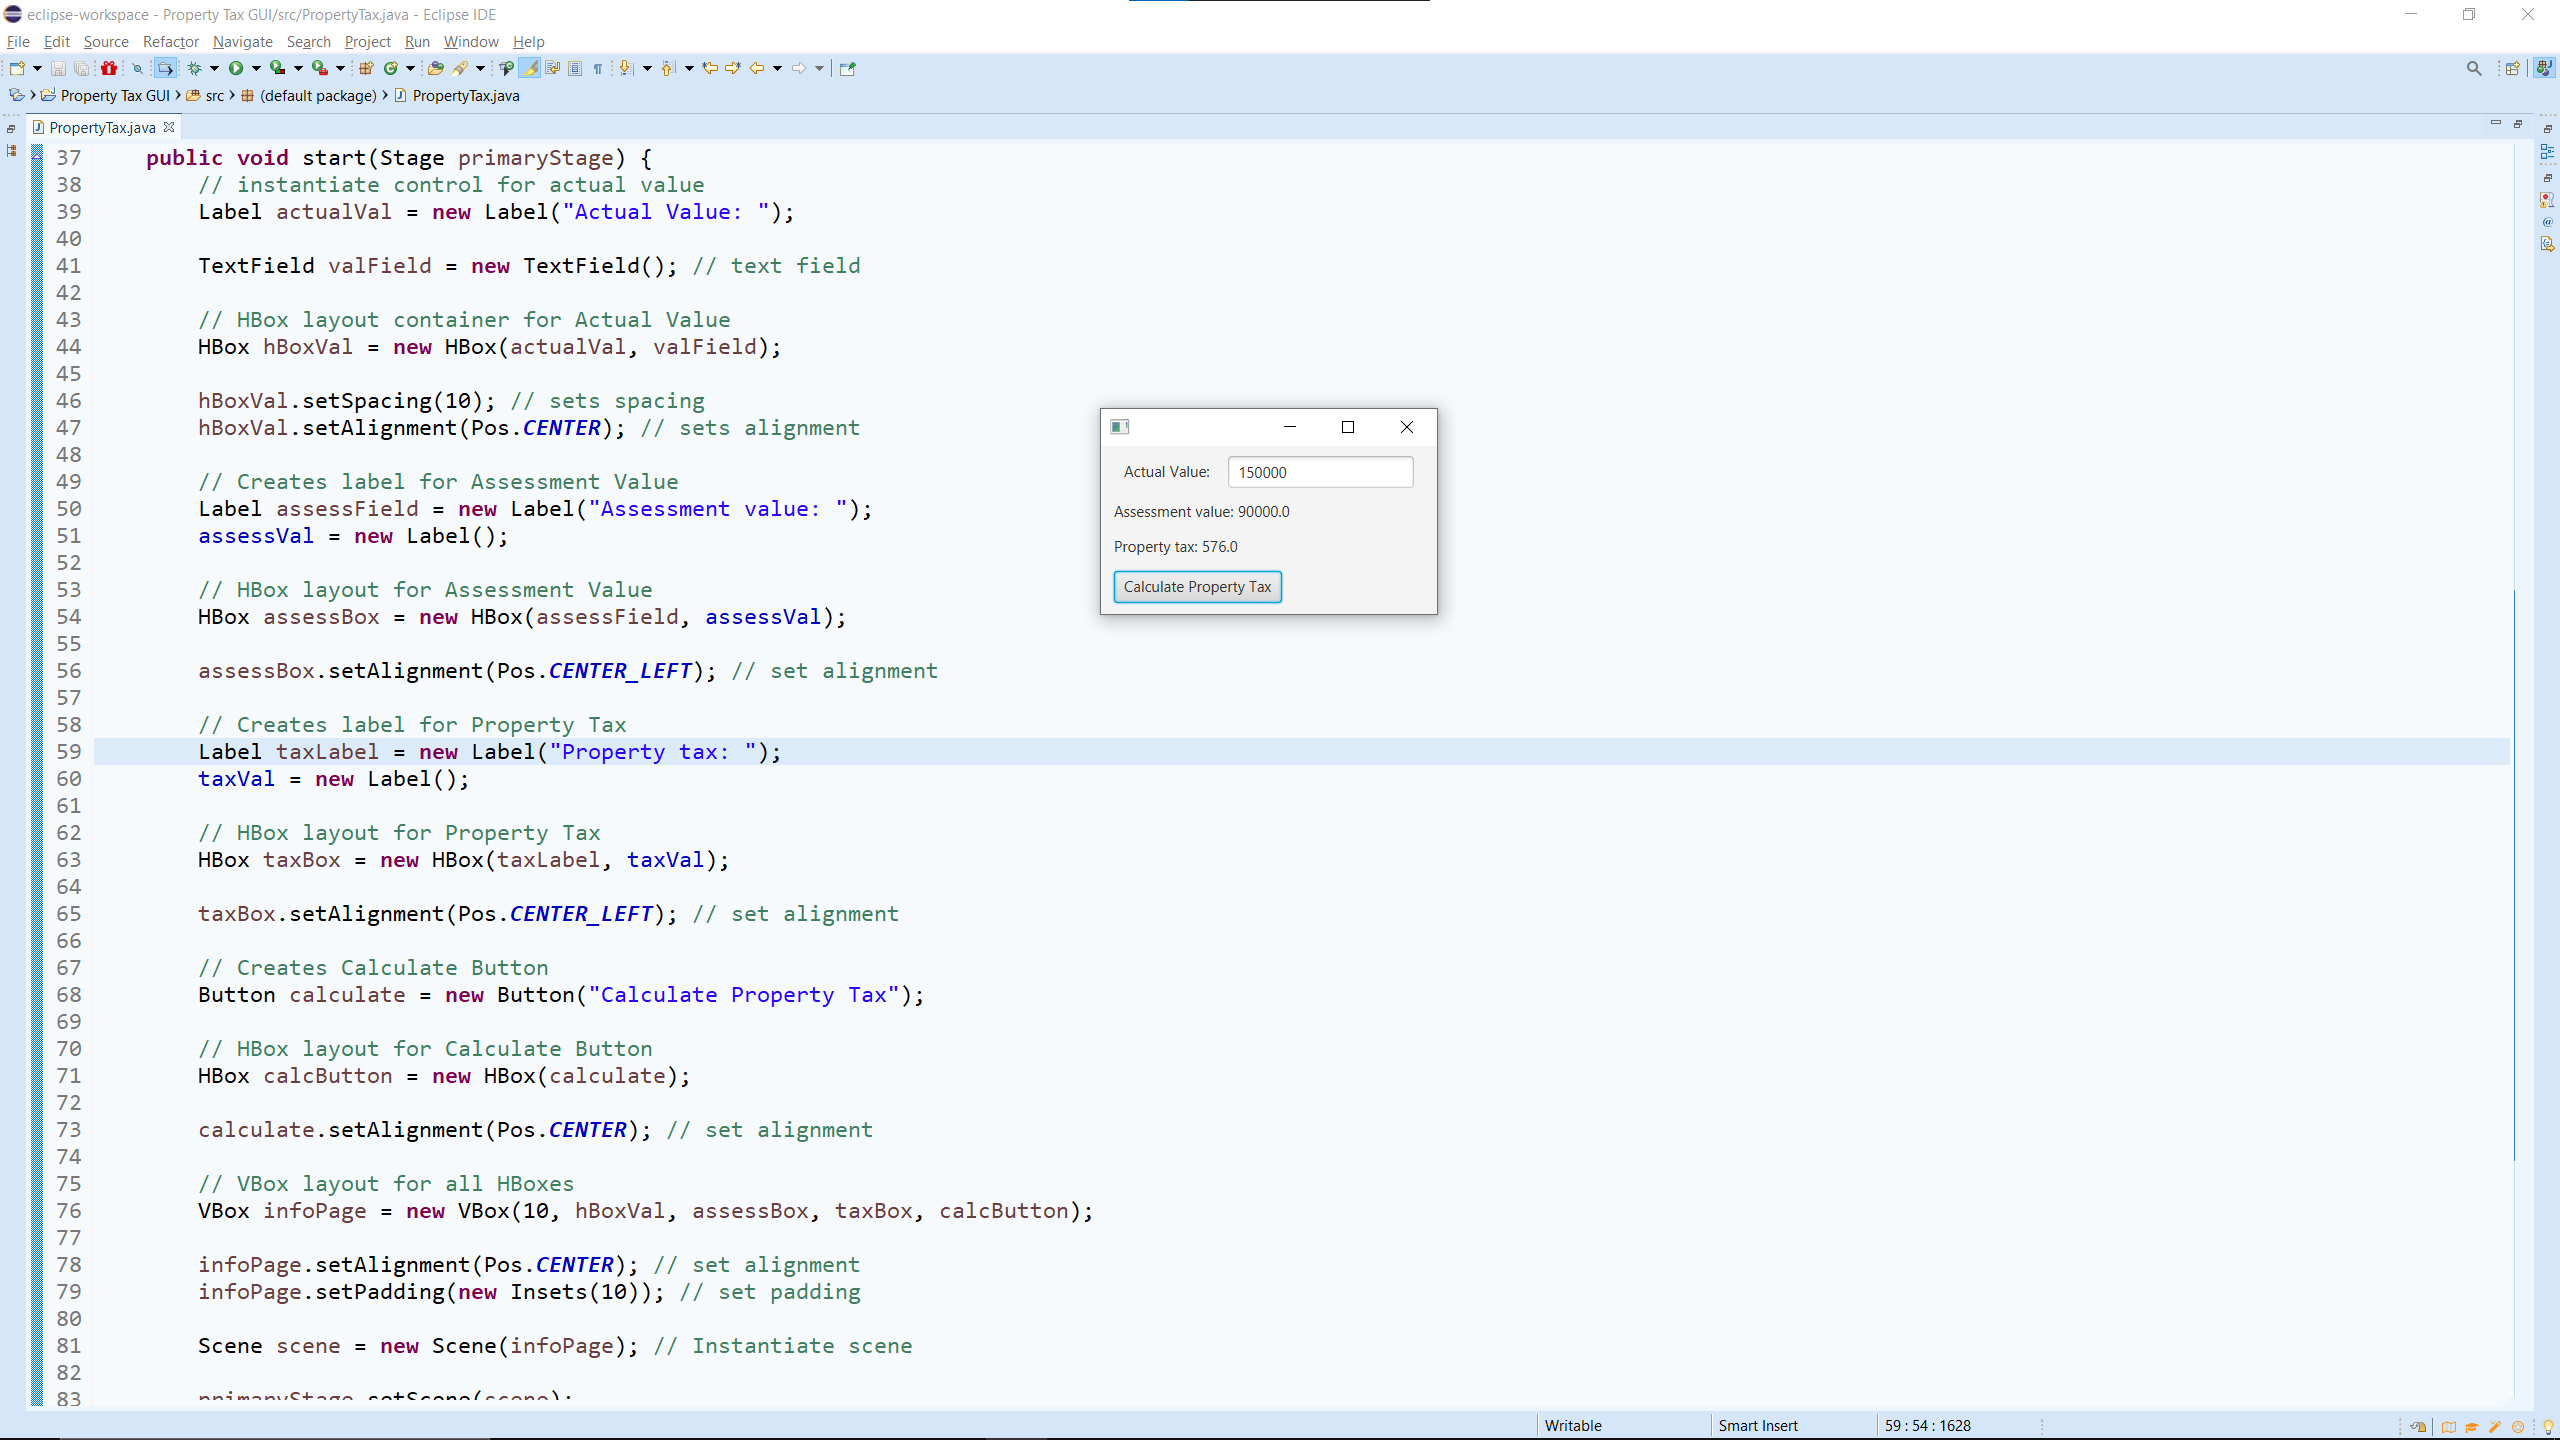 eclipse-workspace - Property Tax GUI/src/PropertyTax.java - Eclipse IDE
File Edit Source Refactor Navigate Search Project Run Window Help
Property Tax GUI > src > (default package) > PropertyTax.java
PropertyTax.java
37 public void start(Stage primaryStage) {
38 // instantiate control for actual value
39 Label actualVal = new Label("Actual Value: ");
40
41 TextField valField = new TextField(); // text field
42
43 // HBox layout container for Actual Value
44 HBox hBoxVal = new HBox(actualVal, valField);
45
46 hBoxVal.setSpacing(10); // sets spacing
47 hBoxVal.setAlignment(Pos.CENTER); // sets alignment
48
49 // Creates label for Assessment Value
50 Label assessField = new Label("Assessment value: ");
51 assessVal = new Label();
52
53 // HBox layout for Assessment Value
54 HBox assessBox = new HBox(assessField, assessVal);
55
56 assessBox.setAlignment(Pos.CENTER_LEFT); // set alignment
57
58 // Creates label for Property Tax
59 Label taxLabel = new Label("Property tax: ");
60 taxVal = new Label();
61
62 // HBox layout for Property Tax
63 HBox taxBox = new HBox(taxLabel, taxVal);
64
65 taxBox.setAlignment(Pos.CENTER_LEFT); // set alignment
66
67 // Creates Calculate Button
68 Button calculate = new Button("Calculate Property Tax");
69
70 // HBox layout for Calculate Button
71 HBox calcButton = new HBox(calculate);
72
73 calculate.setAlignment(Pos.CENTER); // set alignment
74
75 // VBox layout for all HBoxes
76 VBox infoPage = new VBox(10, hBoxVal, assessBox, taxBox, calcButton);
77
78 infoPage.setAlignment(Pos.CENTER); // set alignment
79 infoPage.setPadding(new Insets(10)); // set padding
80
81 Scene scene = new Scene(infoPage); // Instantiate scene
82
83 primaryStage.setScene(scene);
Actual Value: 150000
Assessment value: 90000.0
Property tax: 576.0
Calculate Property Tax
Writable Smart Insert 59 : 54 : 1628